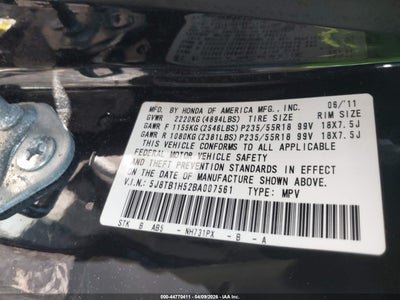 MFD. BY HONDA OF AMERICA MFG., INC. 06/'11
GVWR 2220KG (4894LBS) TIRE SIZE RIM SIZE
GAWR F 1155KG (2546LBS) P235/55R18 99V 18X7.5J
GAWR R 1080KG (2381LBS) P235/55R18 99V 18X7.5J
THIS VEHICLE CONFORMS TO ALL APPLICABLE
FEDERAL MOTOR VEHICLE SAFETY
AND THEFT PREVENTION STANDARDS IN EFFECT
ON THE DATE OF MANUFACTURE SHOWN ABOVE.
V.I.N.: 5J8TB1H52BA007561 TYPE: MPV
STK B AB5 - NH731PX - B - A
© 44770411 - 04/09/2026 - IAA Inc.